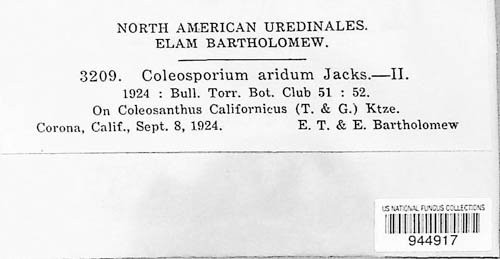 NORTH AMERICAN UREDINALES.
ELAM BARTHOLOMEW.
3209. Coleosporium aridum Jacks.—II.
1924 : Bull. Torr. Bot. Club 51 : 52.
On Coleosanthus Californicus (T. & G.) Ktze.
Corona, Calif., Sept. 8, 1924. E. T. & E. Bartholomew
US NATIONAL FUNGUS COLLECTIONS
944917